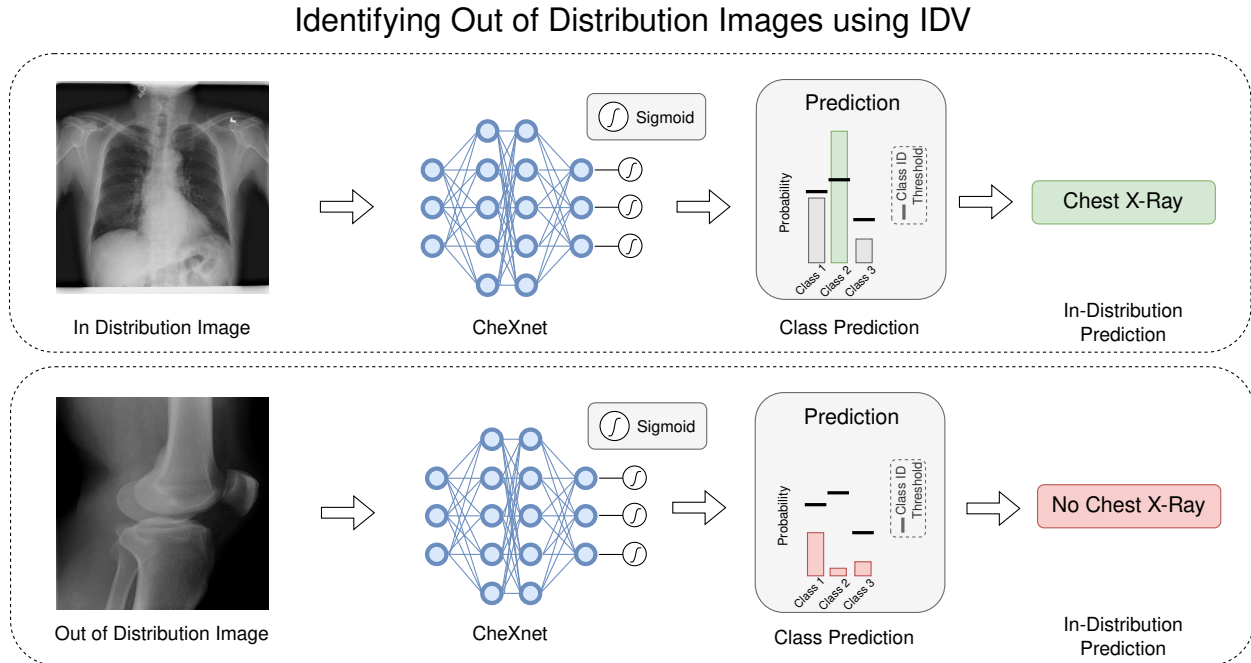 Identifying Out of Distribution Images using IDV
Sigmoid
Prediction
Probability
Class 1
Class 2
Class 3
Class ID
Threshold
Chest X-Ray
In Distribution Image
CheXnet
Class Prediction
In-Distribution
Prediction
Sigmoid
Prediction
Probability
Class 1
Class 2
Class 3
Class ID
Threshold
No Chest X-Ray
Out of Distribution Image
CheXnet
Class Prediction
In-Distribution
Prediction